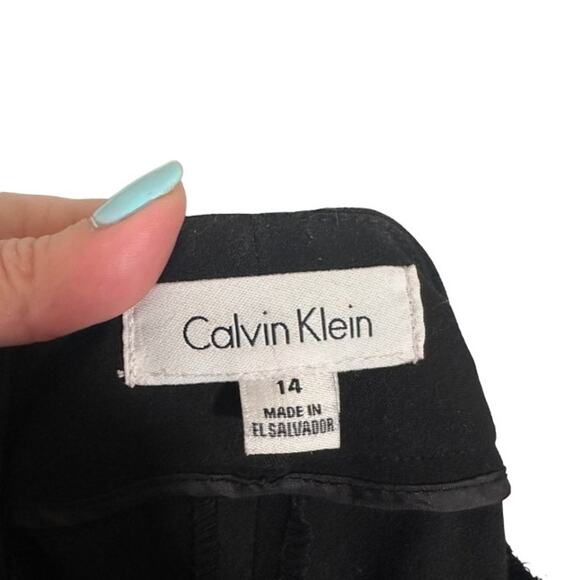 Calvin Klein
14
MADE IN
EL SALVADOR